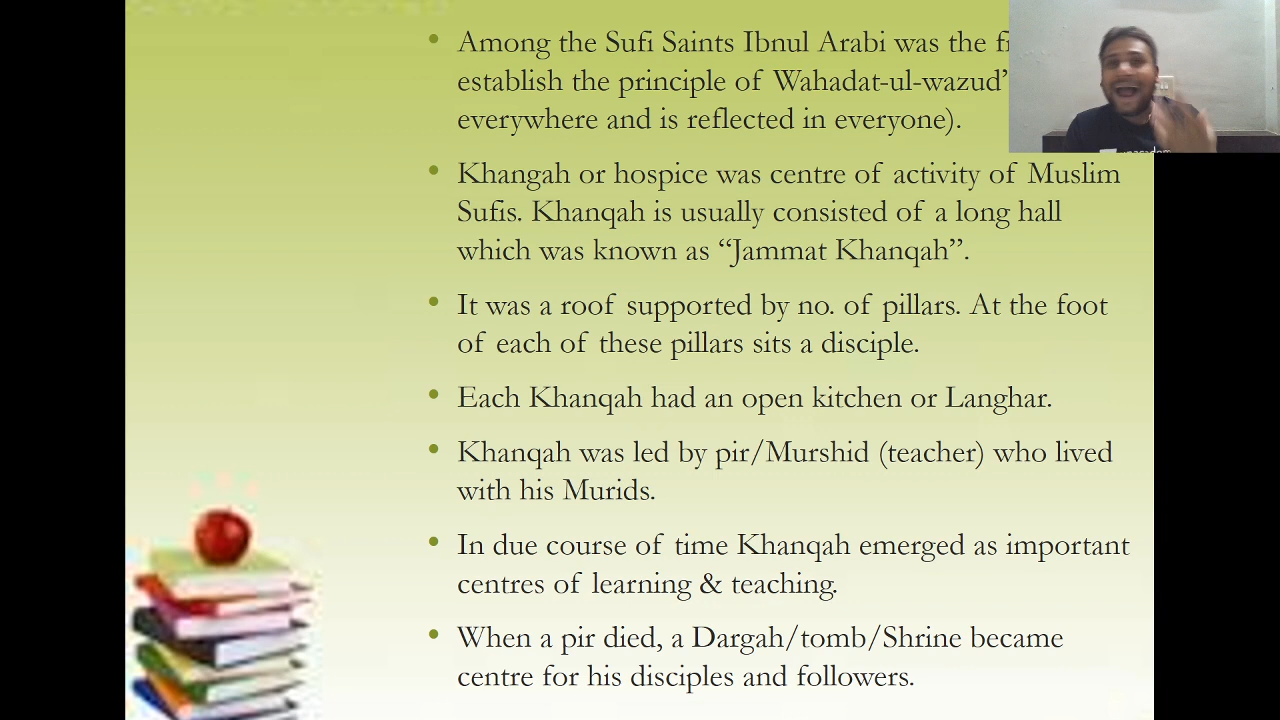 Among the Sufi Saints Ibnul Arabi was the
establish the principle of Wahadat-ul-wazud’
everywhere and is reflected in everyone).
Khangah or hospice was centre of activity of Muslim
Sufis. Khanqah is usually consisted of a long hall
which was known as “Jammat Khanqah”.
It was a roof supported by no. of pillars. At the foot
of each of these pillars sits a disciple.
Each Khanqah had an open kitchen or Langhar.
Khanqah was led by pir/Murshid (teacher) who lived
with his Murids.
In due course of time Khanqah emerged as important
centres of learning & teaching.
When a pir died, a Dargah/tomb/Shrine became
centre for his disciples and followers.